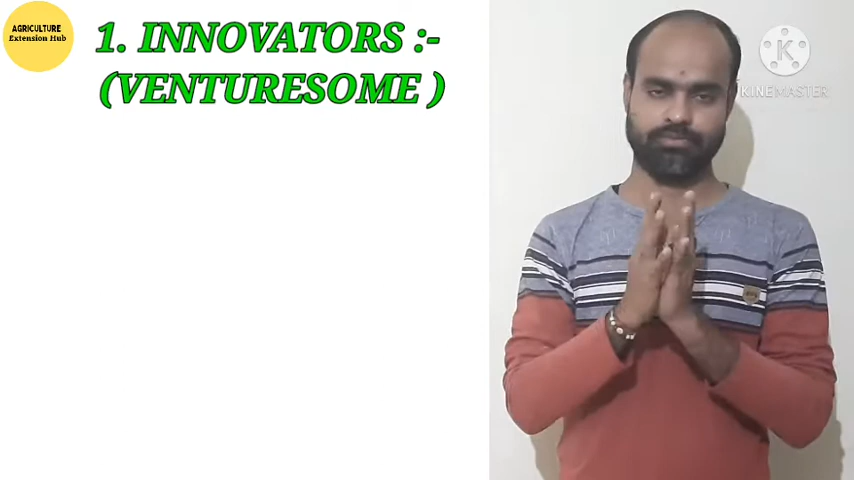 AGRICULTURE
Extension Hub
1. INNOVATORS :-
(VENTURESOME )
KINEMASTER